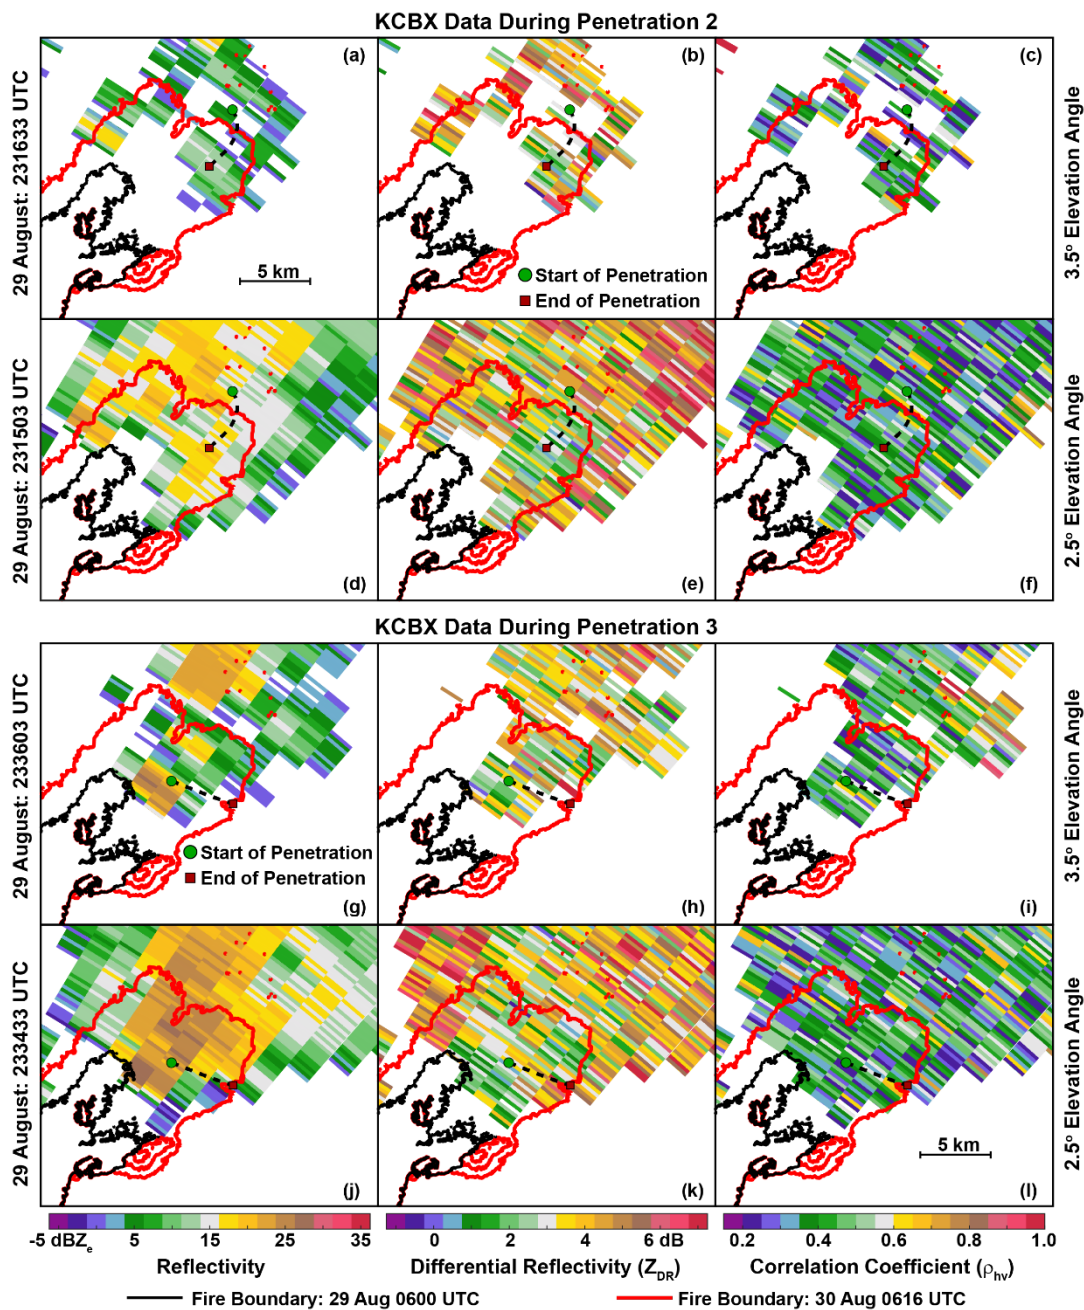 KCBX Data During Penetration 2
29 August: 231633 UTC
(a)
(b)
(c)
3.5º Elevation Angle
5 km
Start of Penetration
End of Penetration
29 August: 231503 UTC
(d)
(e)
(f)
2.5º Elevation Angle
KCBX Data During Penetration 3
29 August: 233603 UTC
Start of Penetration
End of Penetration
(g)
(h)
(i)
3.5º Elevation Angle
29 August: 233433 UTC
5 km
(j)
(k)
(l)
2.5º Elevation Angle
-5 dBZe 5 15 25 35
0 2 4 6 dB
0.2 0.4 0.6 0.8 1.0
Reflectivity
Differential Reflectivity (ZDR)
Correlation Coefficient (ρhv)
Fire Boundary: 29 Aug 0600 UTC
Fire Boundary: 30 Aug 0616 UTC